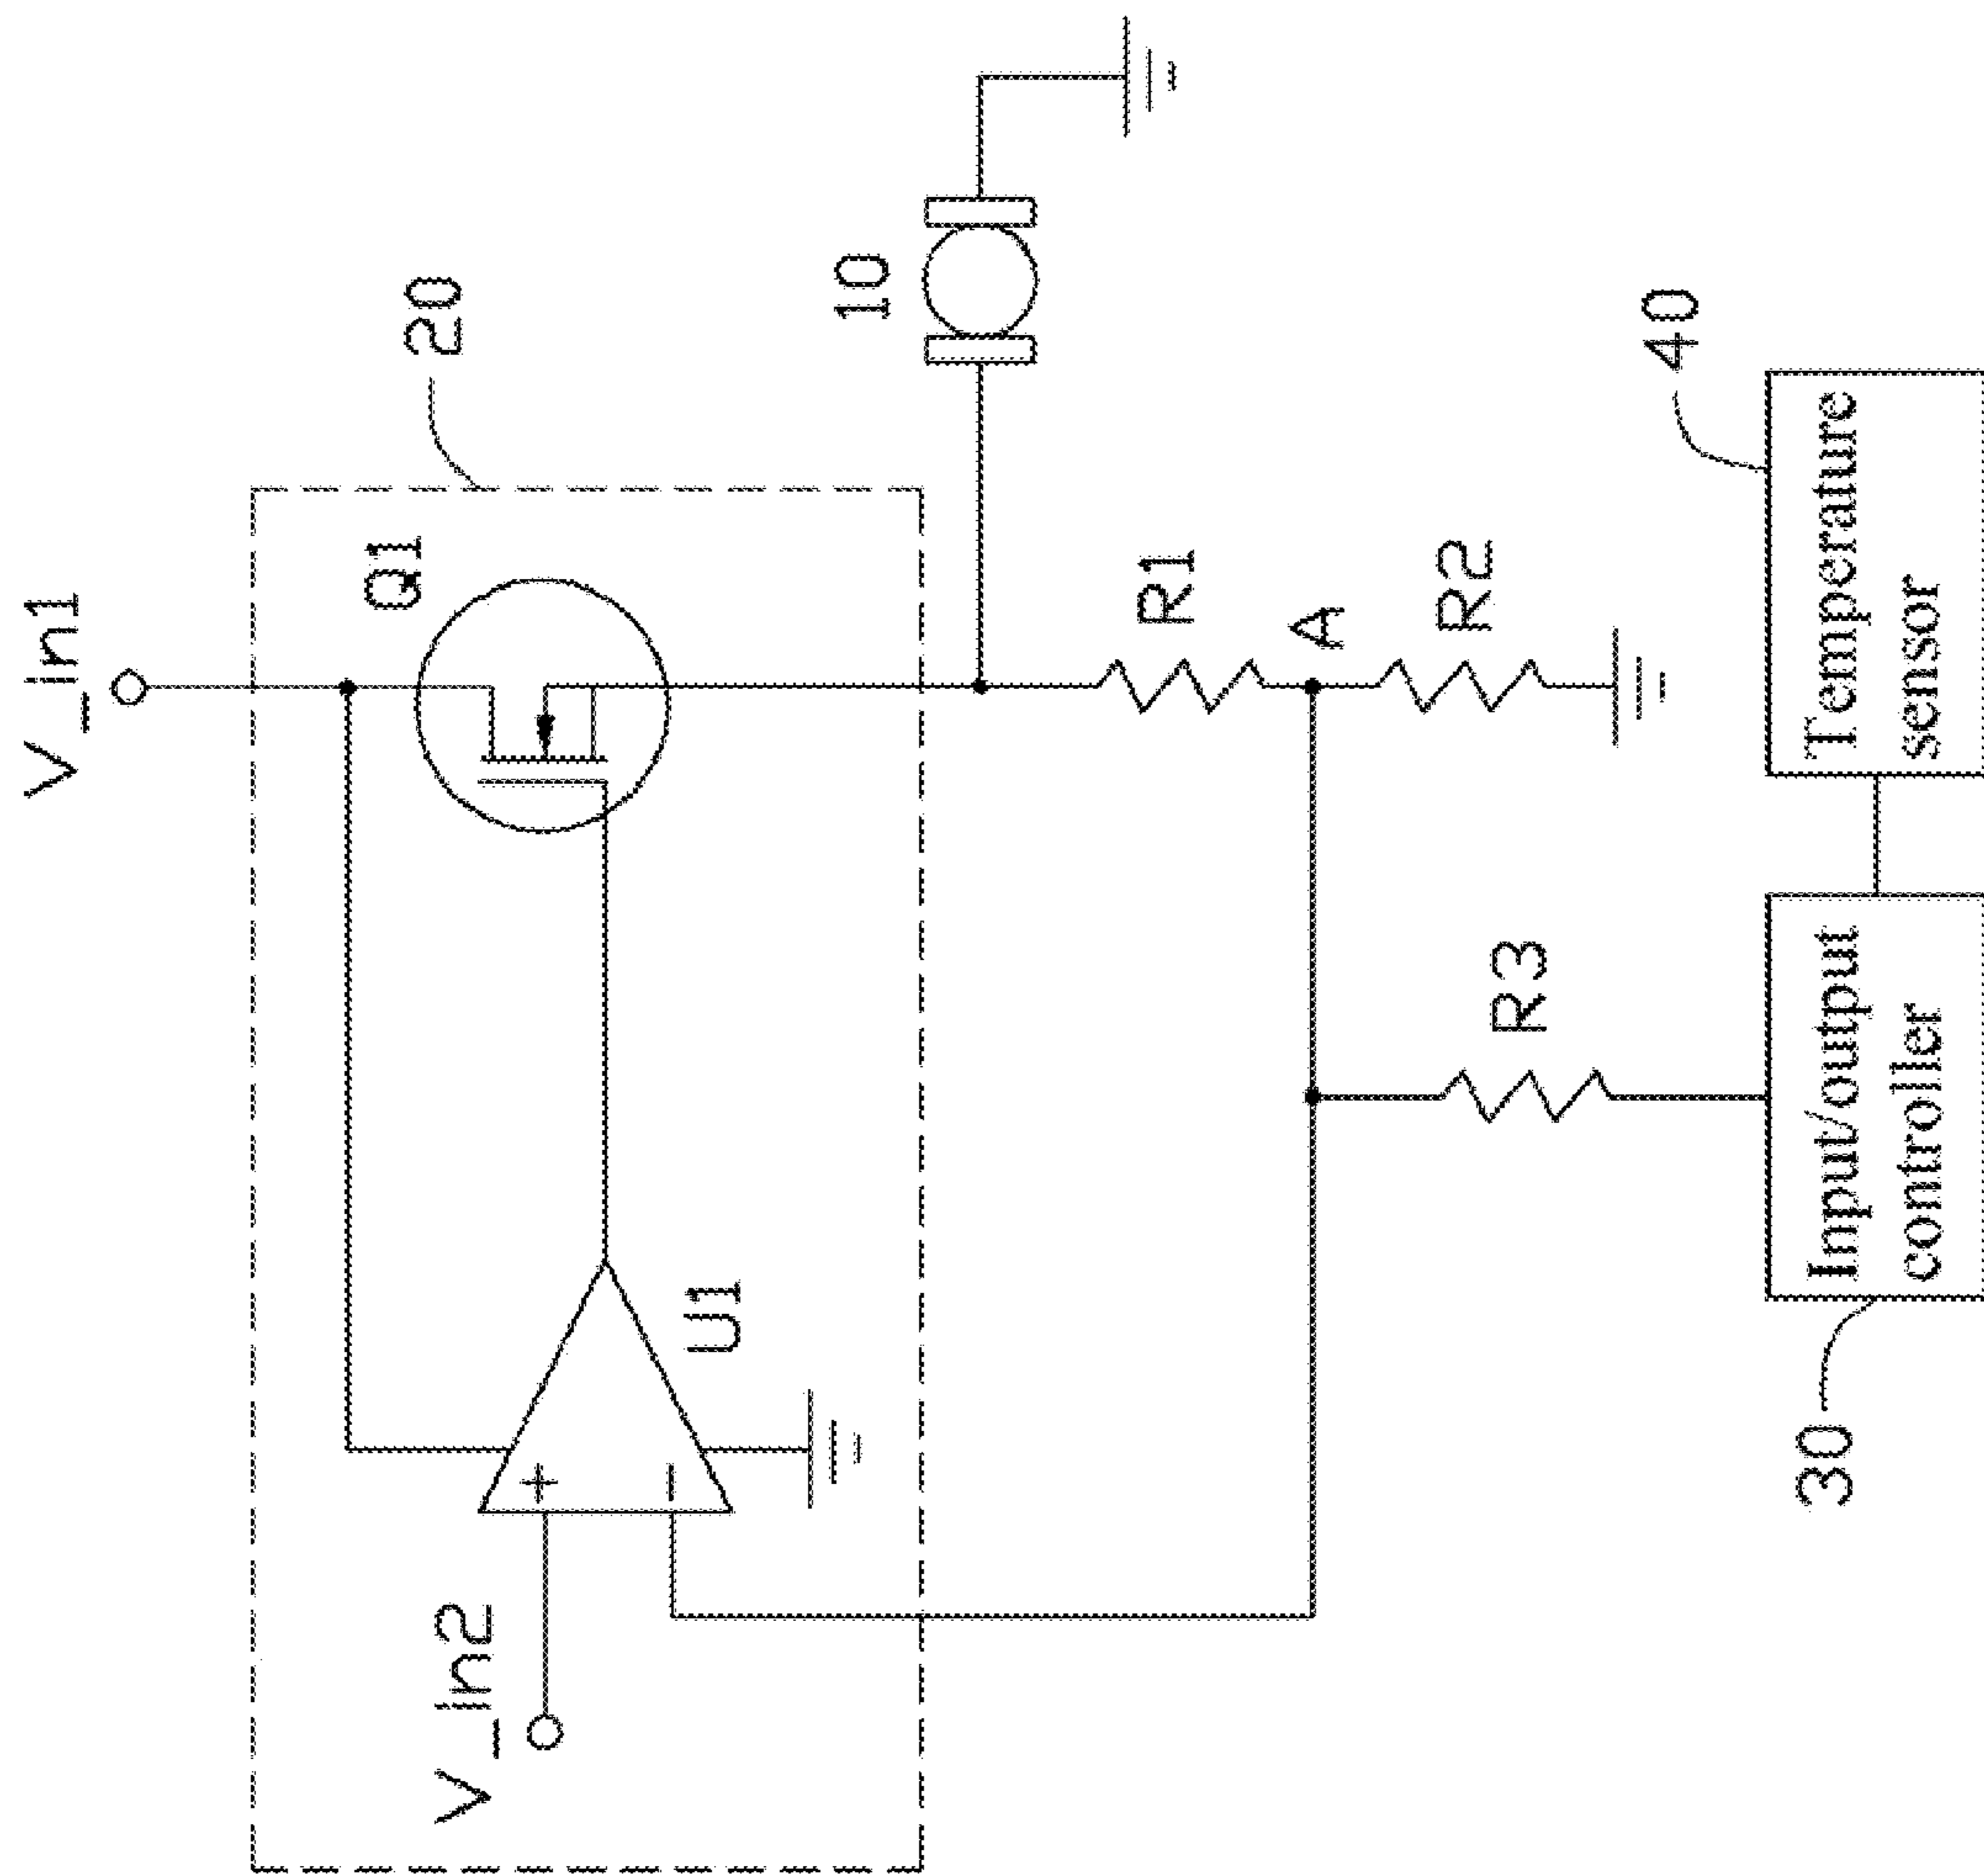 V_in1
Q1
20
V_in2
+
−
U1
10
R1
A
R2
R3
40
Temperature
sensor
30
Input/output
controller